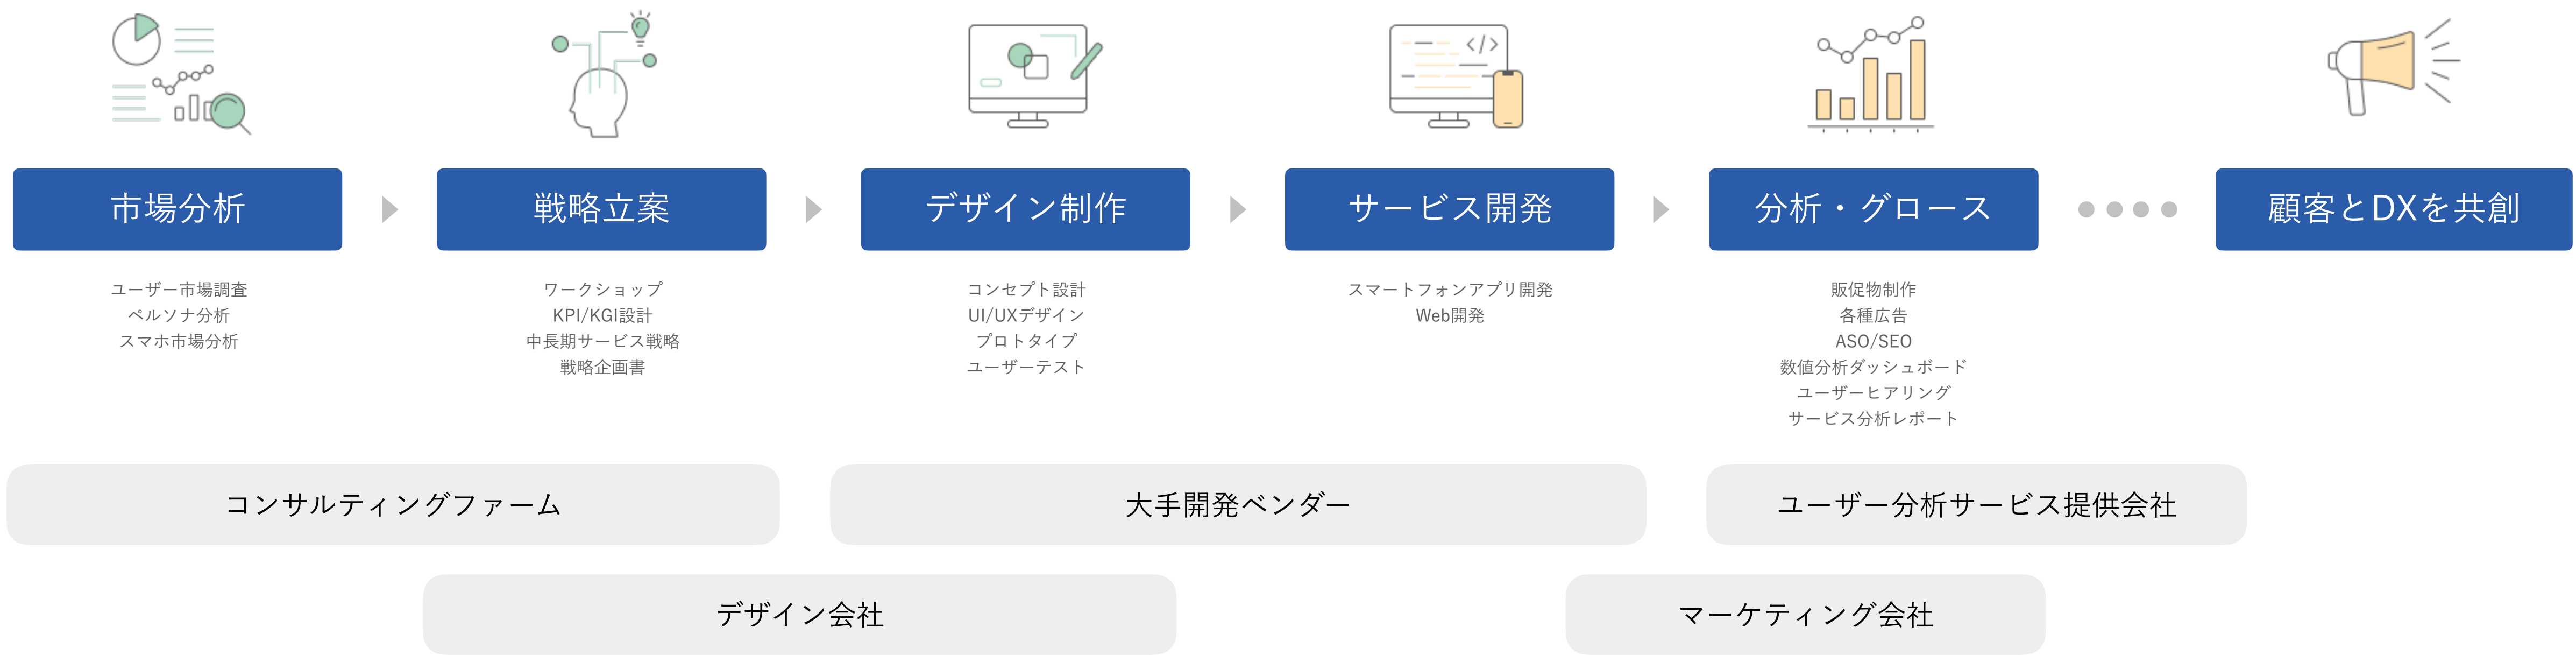 市場分析
戦略立案
デザイン制作
サービス開発
分析・グロース
顧客とDXを共創
ユーザー市場調査
ペルソナ分析
スマホ市場分析
ワークショップ
KPI/KGI設計
中長期サービス戦略
戦略企画書
コンセプト設計
UI/UXデザイン
プロトタイプ
ユーザーテスト
スマートフォンアプリ開発
Web開発
販促物制作
各種広告
ASO/SEO
数値分析ダッシュボード
ユーザーヒアリング
サービス分析レポート
コンサルティングファーム
大手開発ベンダー
ユーザー分析サービス提供会社
デザイン会社
マーケティング会社